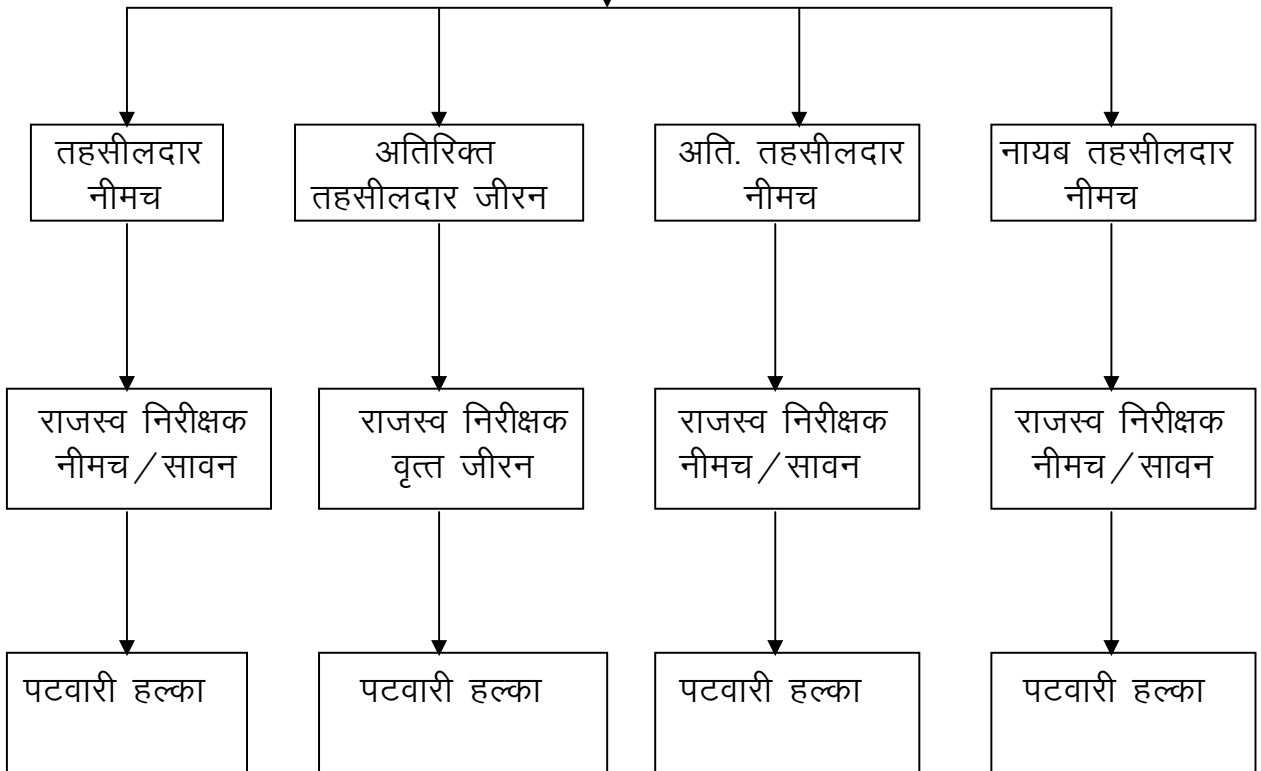 तहसीलदार
नीमच
अतिरिक्त
तहसीलदार जीरन
अति. तहसीलदार
नीमच
नायब तहसीलदार
नीमच
राजस्व निरीक्षक
नीमच / सावन
राजस्व निरीक्षक
वृत्त जीरन
राजस्व निरीक्षक
नीमच / सावन
राजस्व निरीक्षक
नीमच / सावन
पटवारी हल्का
पटवारी हल्का
पटवारी हल्का
पटवारी हल्का